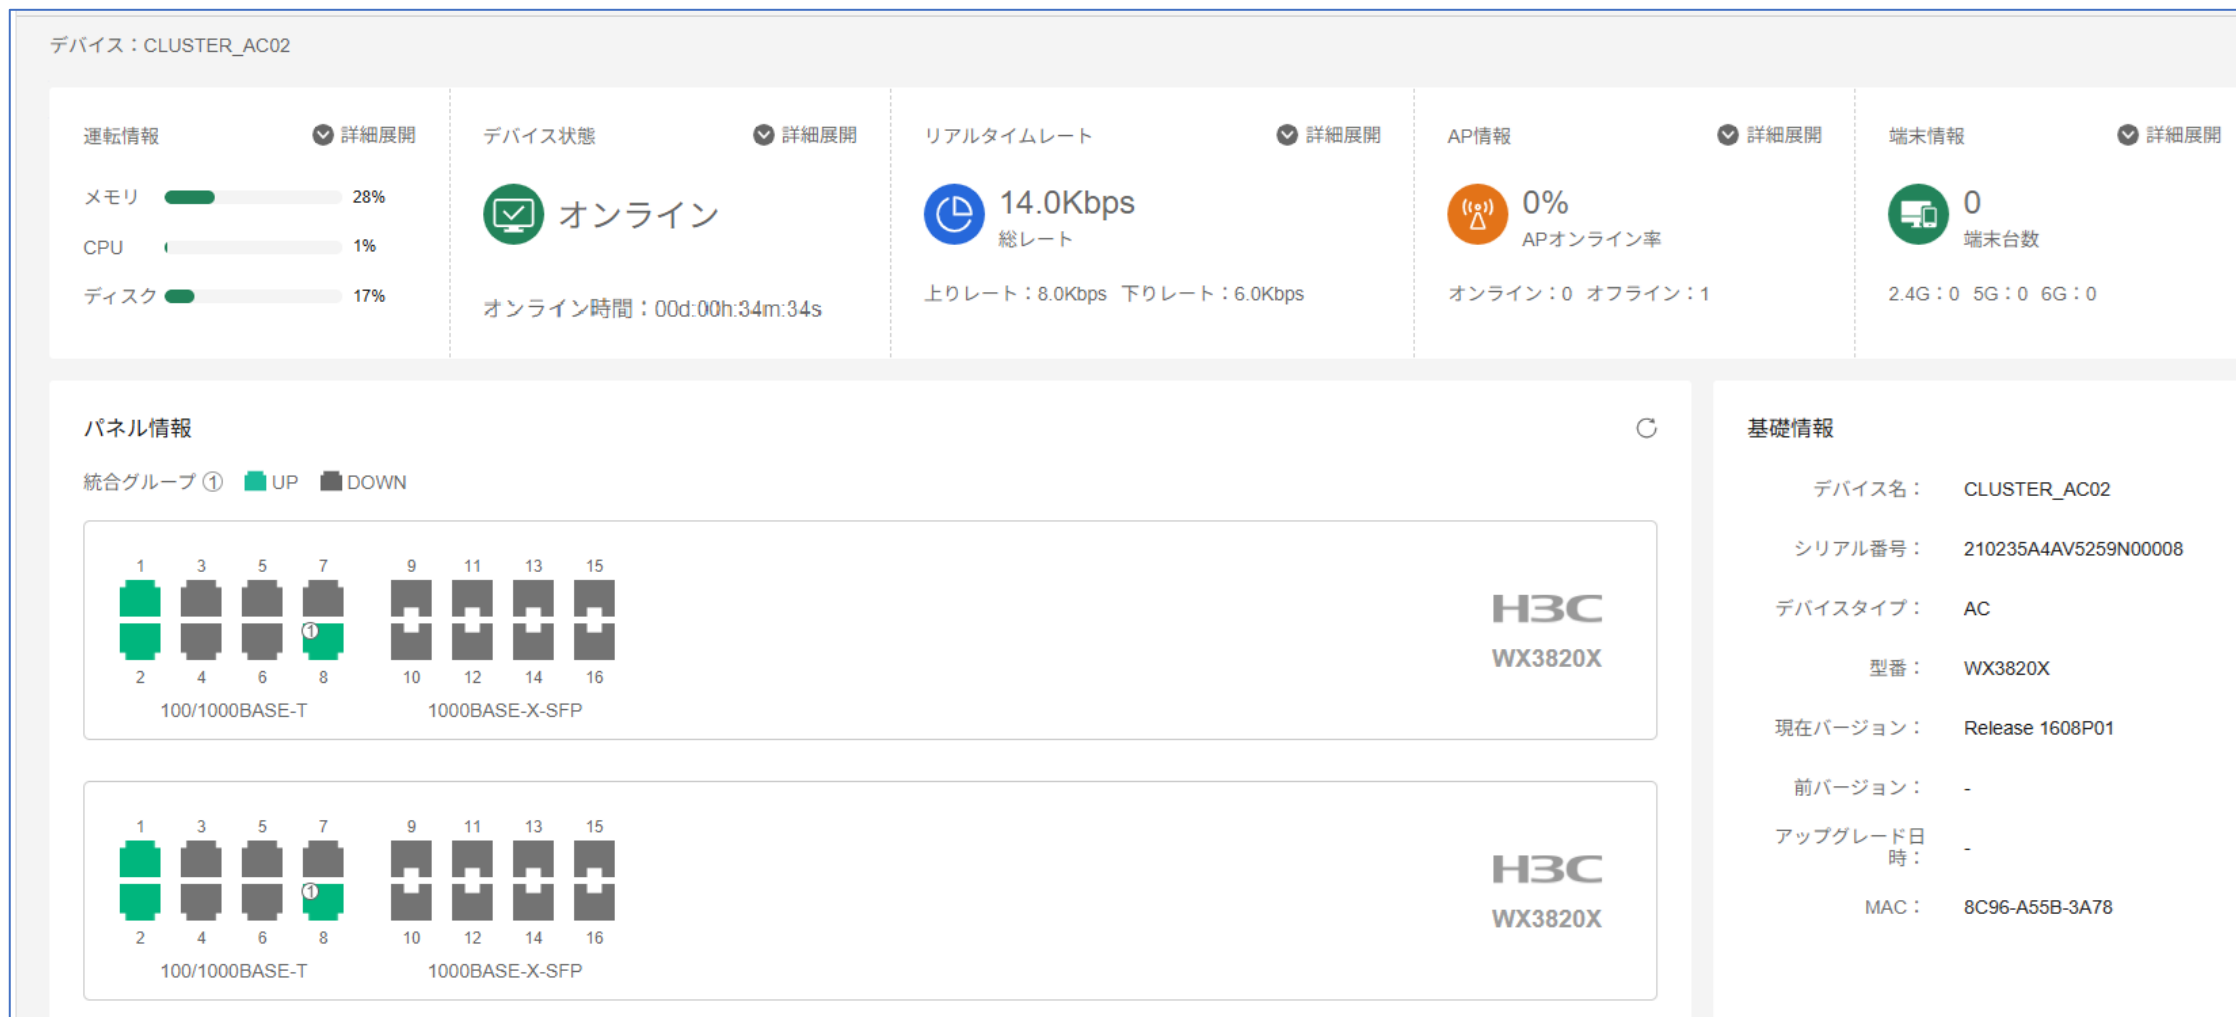 デバイス：CLUSTER_AC02
運転情報 詳細展開
メモリ 28%
CPU 1%
ディスク 17%
デバイス状態 詳細展開
オンライン
オンライン時間：00d:00h:34m:34s
リアルタイムレート 詳細展開
14.0Kbps
総レート
上りレート：8.0Kbps 下りレート：6.0Kbps
AP情報 詳細展開
0%
APオンライン率
オンライン：0 オフライン：1
端末情報 詳細展開
0
端末台数
2.4G：0 5G：0 6G：0
パネル情報
統合グループ ① UP DOWN
1 3 5 7 9 11 13 15
①
2 4 6 8 10 12 14 16
100/1000BASE-T 1000BASE-X-SFP
H3C
WX3820X
1 3 5 7 9 11 13 15
①
2 4 6 8 10 12 14 16
100/1000BASE-T 1000BASE-X-SFP
H3C
WX3820X
基礎情報
デバイス名： CLUSTER_AC02
シリアル番号： 210235A4AV5259N00008
デバイスタイプ： AC
型番： WX3820X
現在バージョン： Release 1608P01
前バージョン： -
アップグレード日
時： -
MAC： 8C96-A55B-3A78